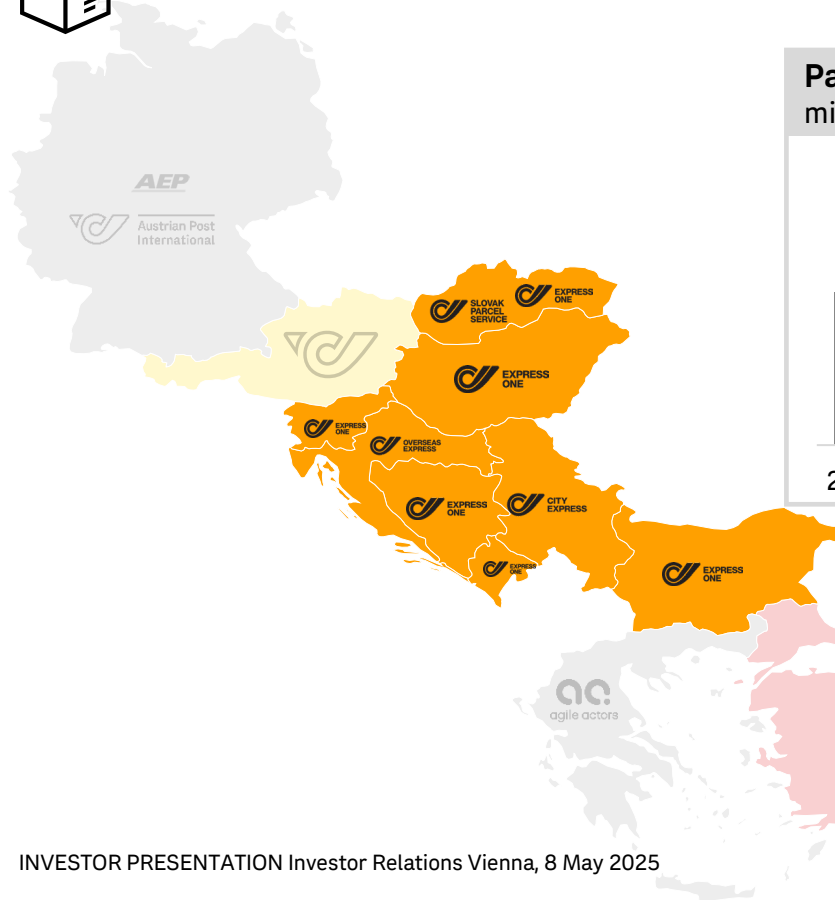 Pa
mi
AEP
Austrian Post
International
SLOVAK
PARCEL
SERVICE
EXPRESS
ONE
EXPRESS
ONE
EXPRESS
ONE
OVERSEAS
EXPRESS
EXPRESS
ONE
CITY
EXPRESS
EXPRESS
ONE
EXPRESS
ONE
2
agile actors
INVESTOR PRESENTATION Investor Relations Vienna, 8 May 2025